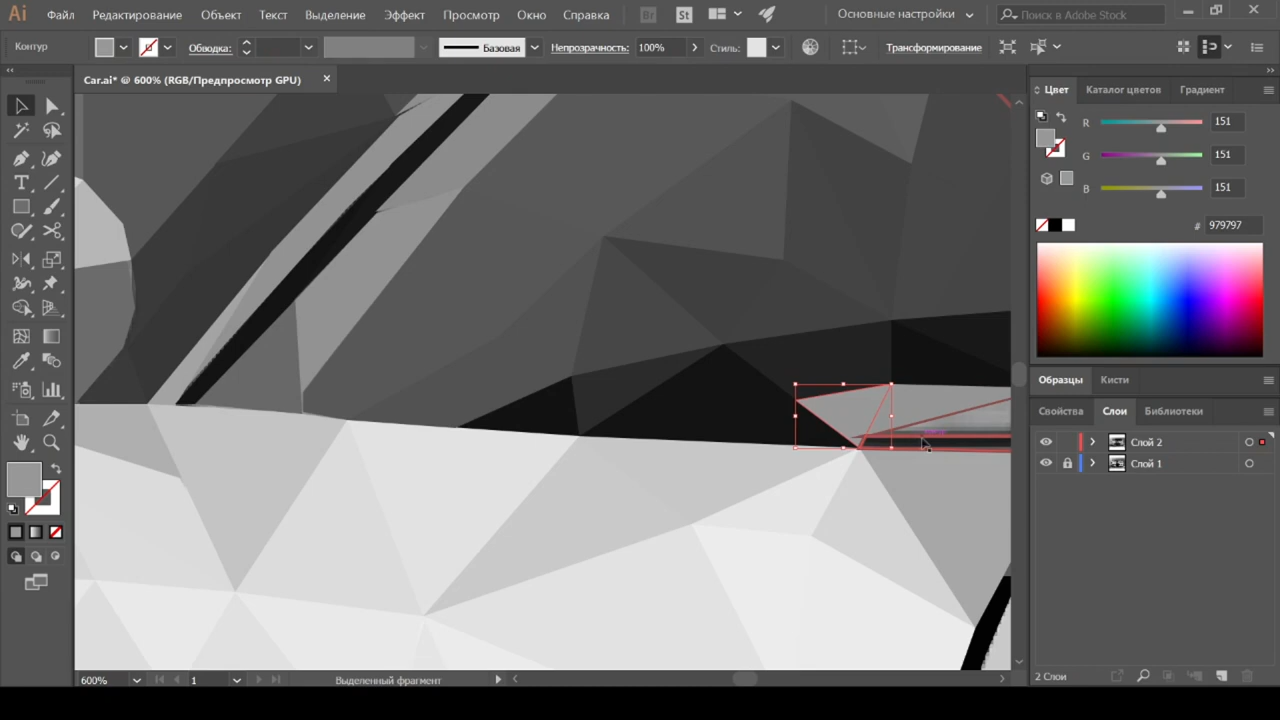 Ai Файл Редактирование Объект Текст Выделение Эффект Просмотр Окно Справка Br St Основные настройки Поиск в Adobe Stock
Контур Обводка: Базовая Непрозрачность: 100% Стиль: Трансформирование
Car.ai* @ 600% (RGB/Предпросмотр GPU)
Цвет Каталог цветов Градиент
R 151
G 151
B 151
# 979797
Образцы Кисти
Свойства Слои Библиотеки
Слой 2
Слой 1
600% 1 Выделенный фрагмент 2 Слои